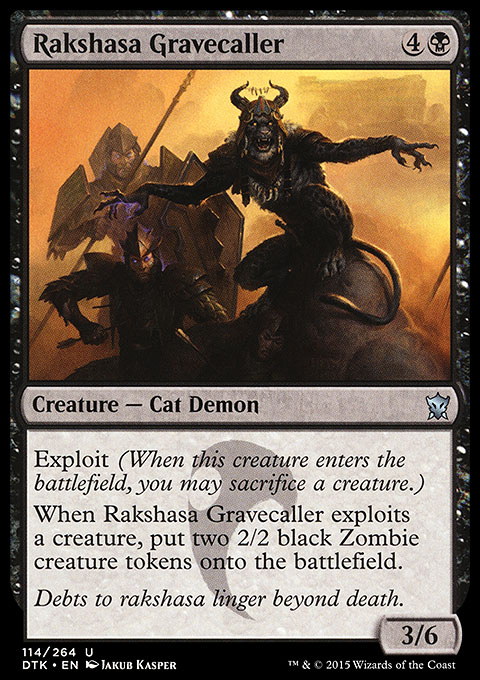 Rakshasa Gravecaller 4
Creature — Cat Demon
Exploit (When this creature enters the
battlefield, you may sacrifice a creature.)
When Rakshasa Gravecaller exploits
a creature, put two 2/2 black Zombie
creature tokens onto the battlefield.
Debts to rakshasa linger beyond death.
3/6
114/264 U
DTK • EN Jakub Kasper
™ & © 2015 Wizards of the Coast